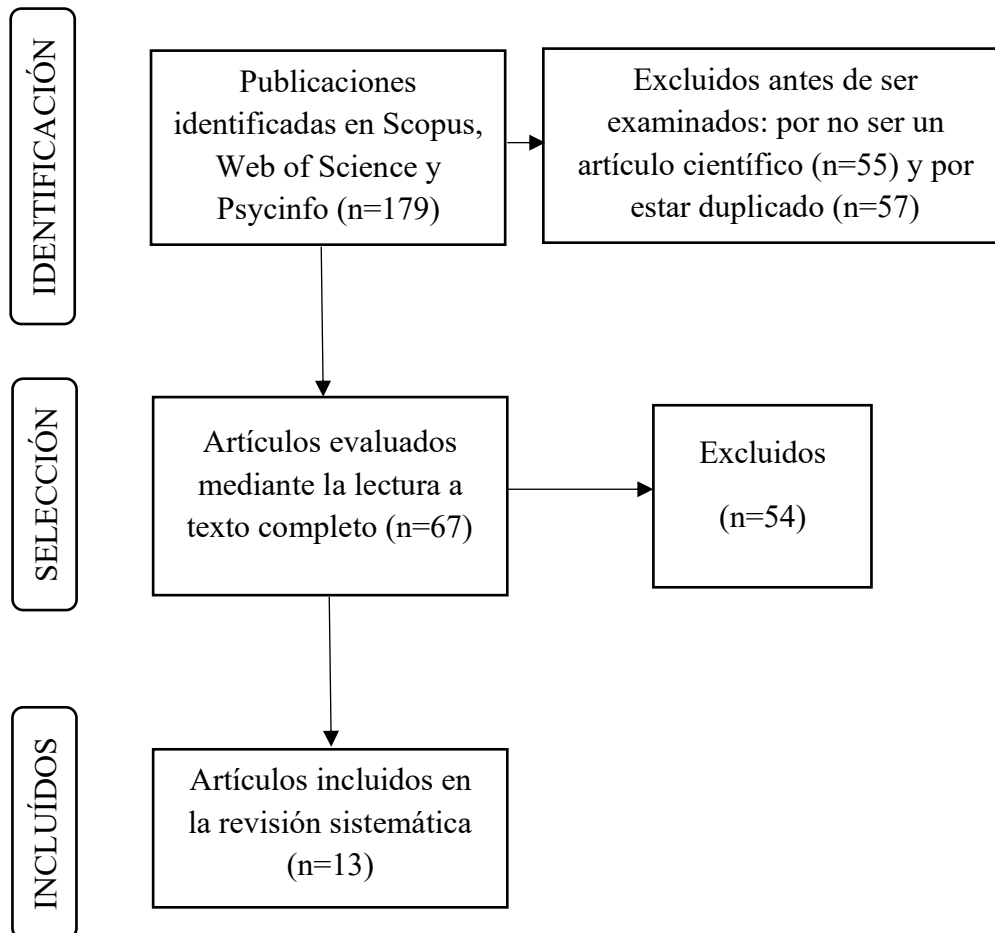 IDENTIFICACIÓN
Publicaciones
identificadas en Scopus,
Web of Science y
Psycinfo (n=179)
Excluidos antes de ser
examinados: por no ser un
artículo científico (n=55) y por
estar duplicado (n=57)
SELECCIÓN
Artículos evaluados
mediante la lectura a
texto completo (n=67)
Excluidos
(n=54)
INCLUÍDOS
Artículos incluidos en
la revisión sistemática
(n=13)